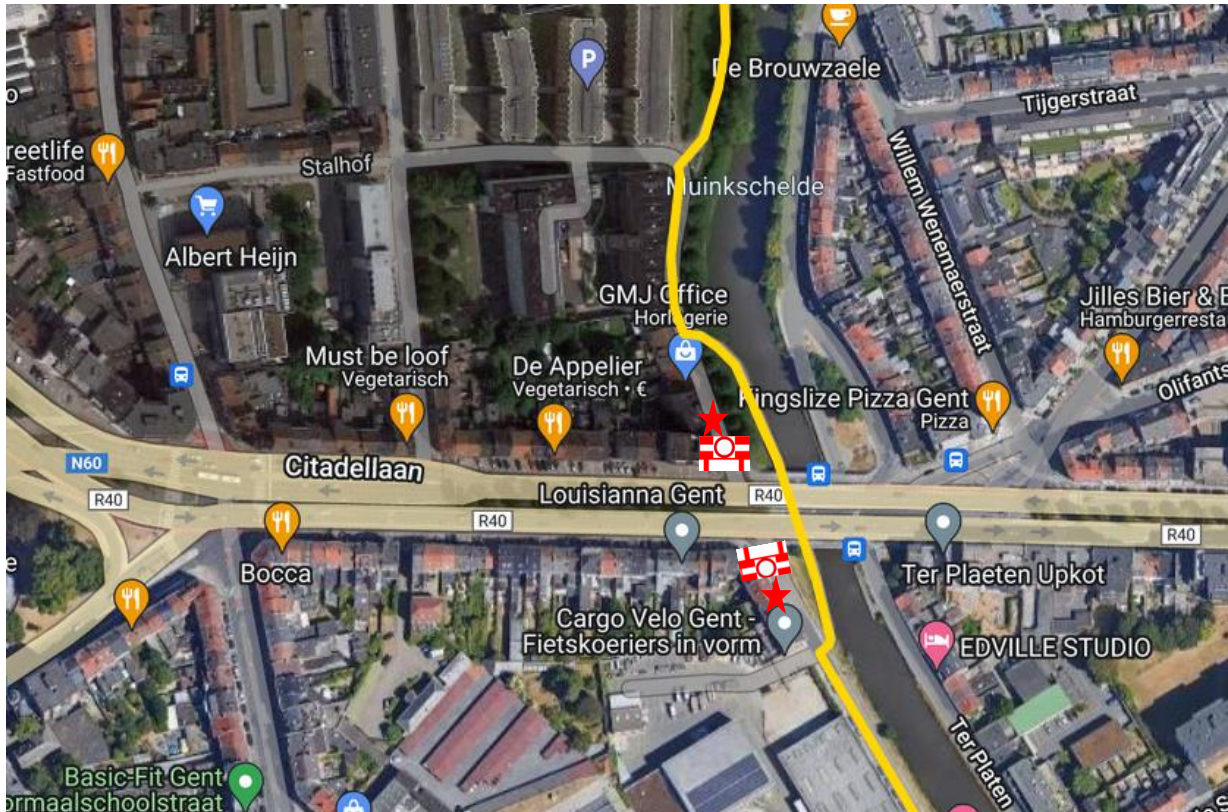 De Brouwzaele
Tijgerstraat
reetlife
Fastfood
Stalhof
Muinkschelde
Willem Wenemaerstraat
Albert Heijn
GMJ Office
Horlogerie
Jilles Bier & B
Hamburgerresta
Must be loof
Vegetarisch
De Appelier
Vegetarisch • €
Kingslize Pizza Gent
Pizza
Olifants
N60
Citadellaan
R40
Louisianna Gent
R40
R40
R40
Bocca
Ter Plaeten Upkot
Cargo Velo Gent -
Fietskoeriers in vorm
EDVILLE STUDIO
Ter Platen
Basic-Fit Gent
ormaalschoolstraat